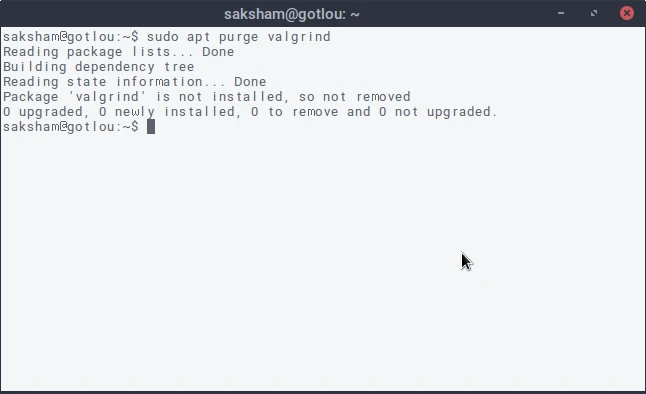 saksham@gotlou: ~
saksham@gotlou:~$ sudo apt purge valgrind
Reading package lists... Done
Building dependency tree
Reading state information... Done
Package 'valgrind' is not installed, so not removed
0 upgraded, 0 newly installed, 0 to remove and 0 not upgraded.
saksham@gotlou:~$